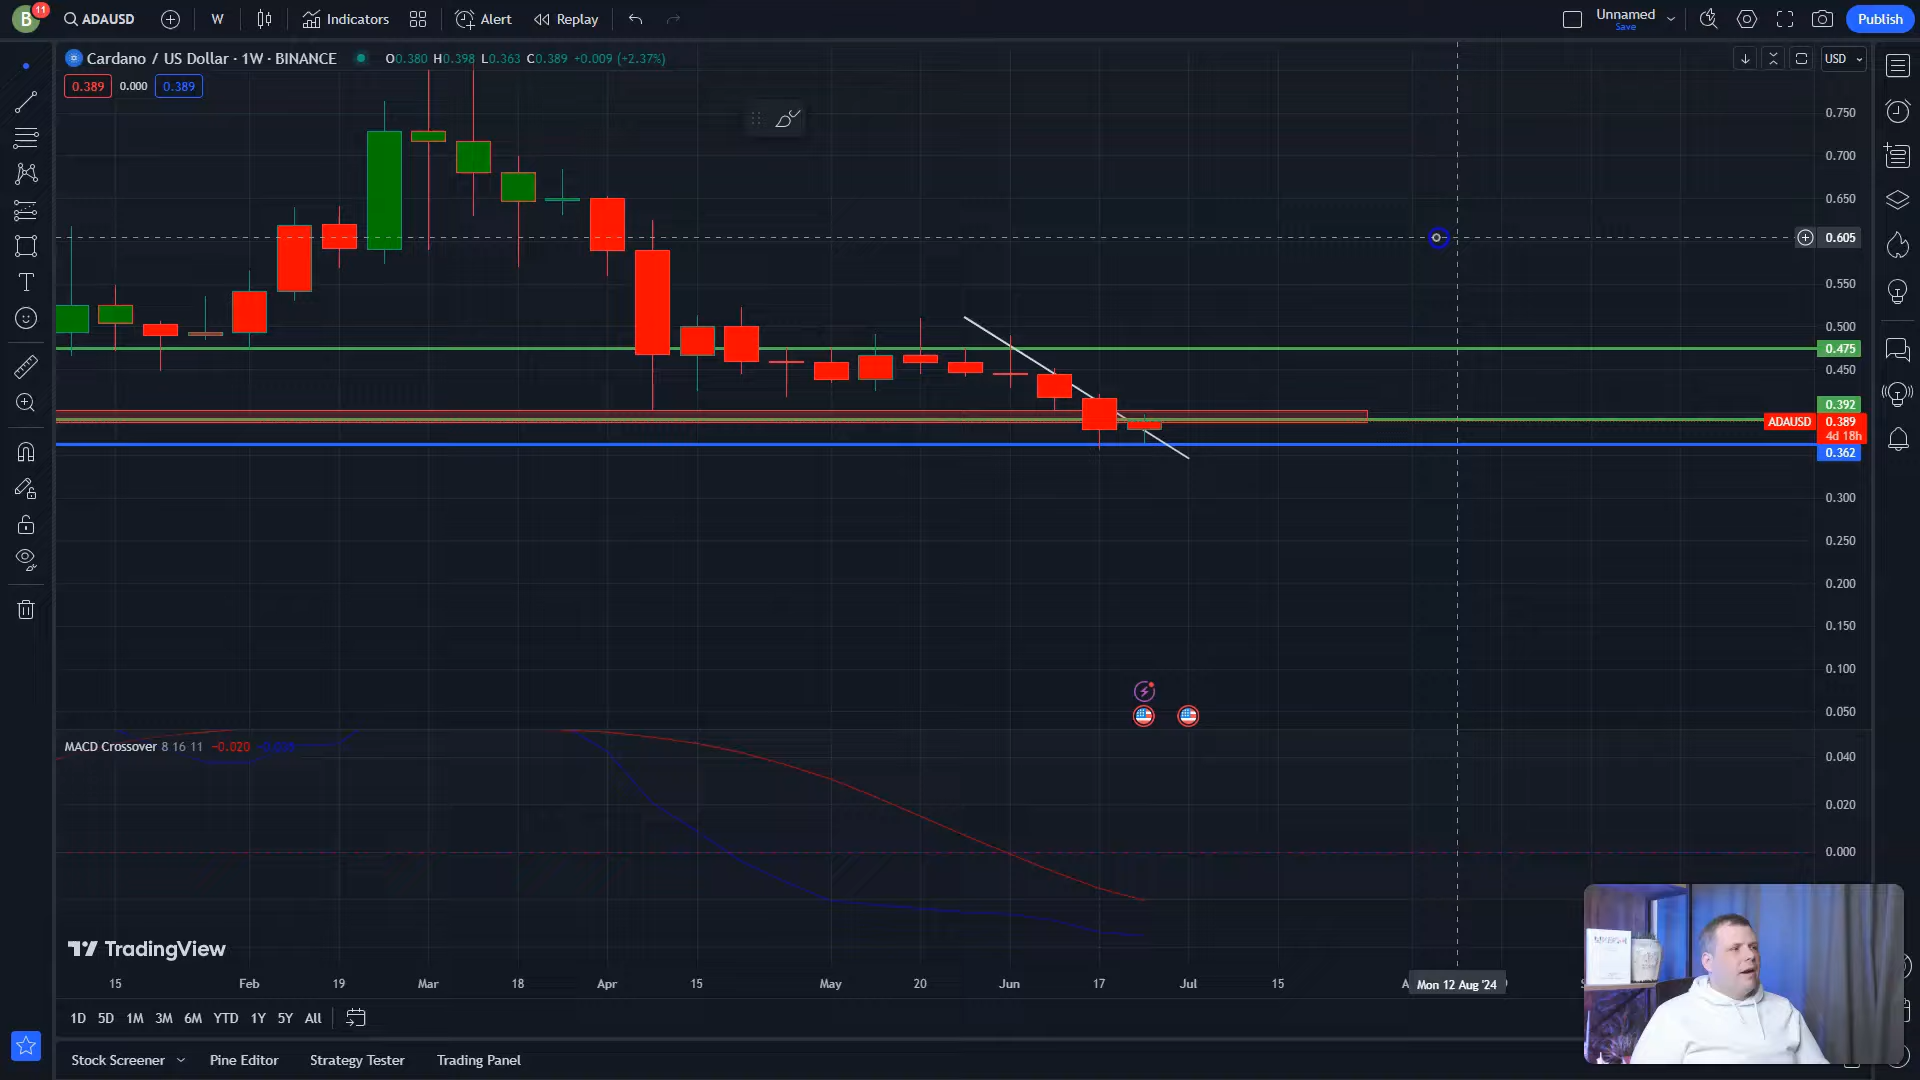 B
11
ADAUSD
W
Indicators
Alert
Replay
Unnamed
Save
Publish
Cardano / US Dollar · 1W · BINANCE
O0.380 H0.398 L0.363 C0.389 +0.009 (+2.37%)
USD
0.389
0.000
0.389
0.750
0.700
0.650
0.605
0.550
0.500
0.475
0.450
0.392
ADAUSD
0.389
4d 18h
0.362
0.300
0.250
0.200
0.150
0.100
0.050
MACD Crossover 8 16 11 −0.020
0.040
0.020
0.000
TradingView
15
Feb
19
Mar
18
Apr
15
May
20
Jun
17
Jul
15
Mon 12 Aug '24
1D
5D
1M
3M
6M
YTD
1Y
5Y
All
Stock Screener
Pine Editor
Strategy Tester
Trading Panel